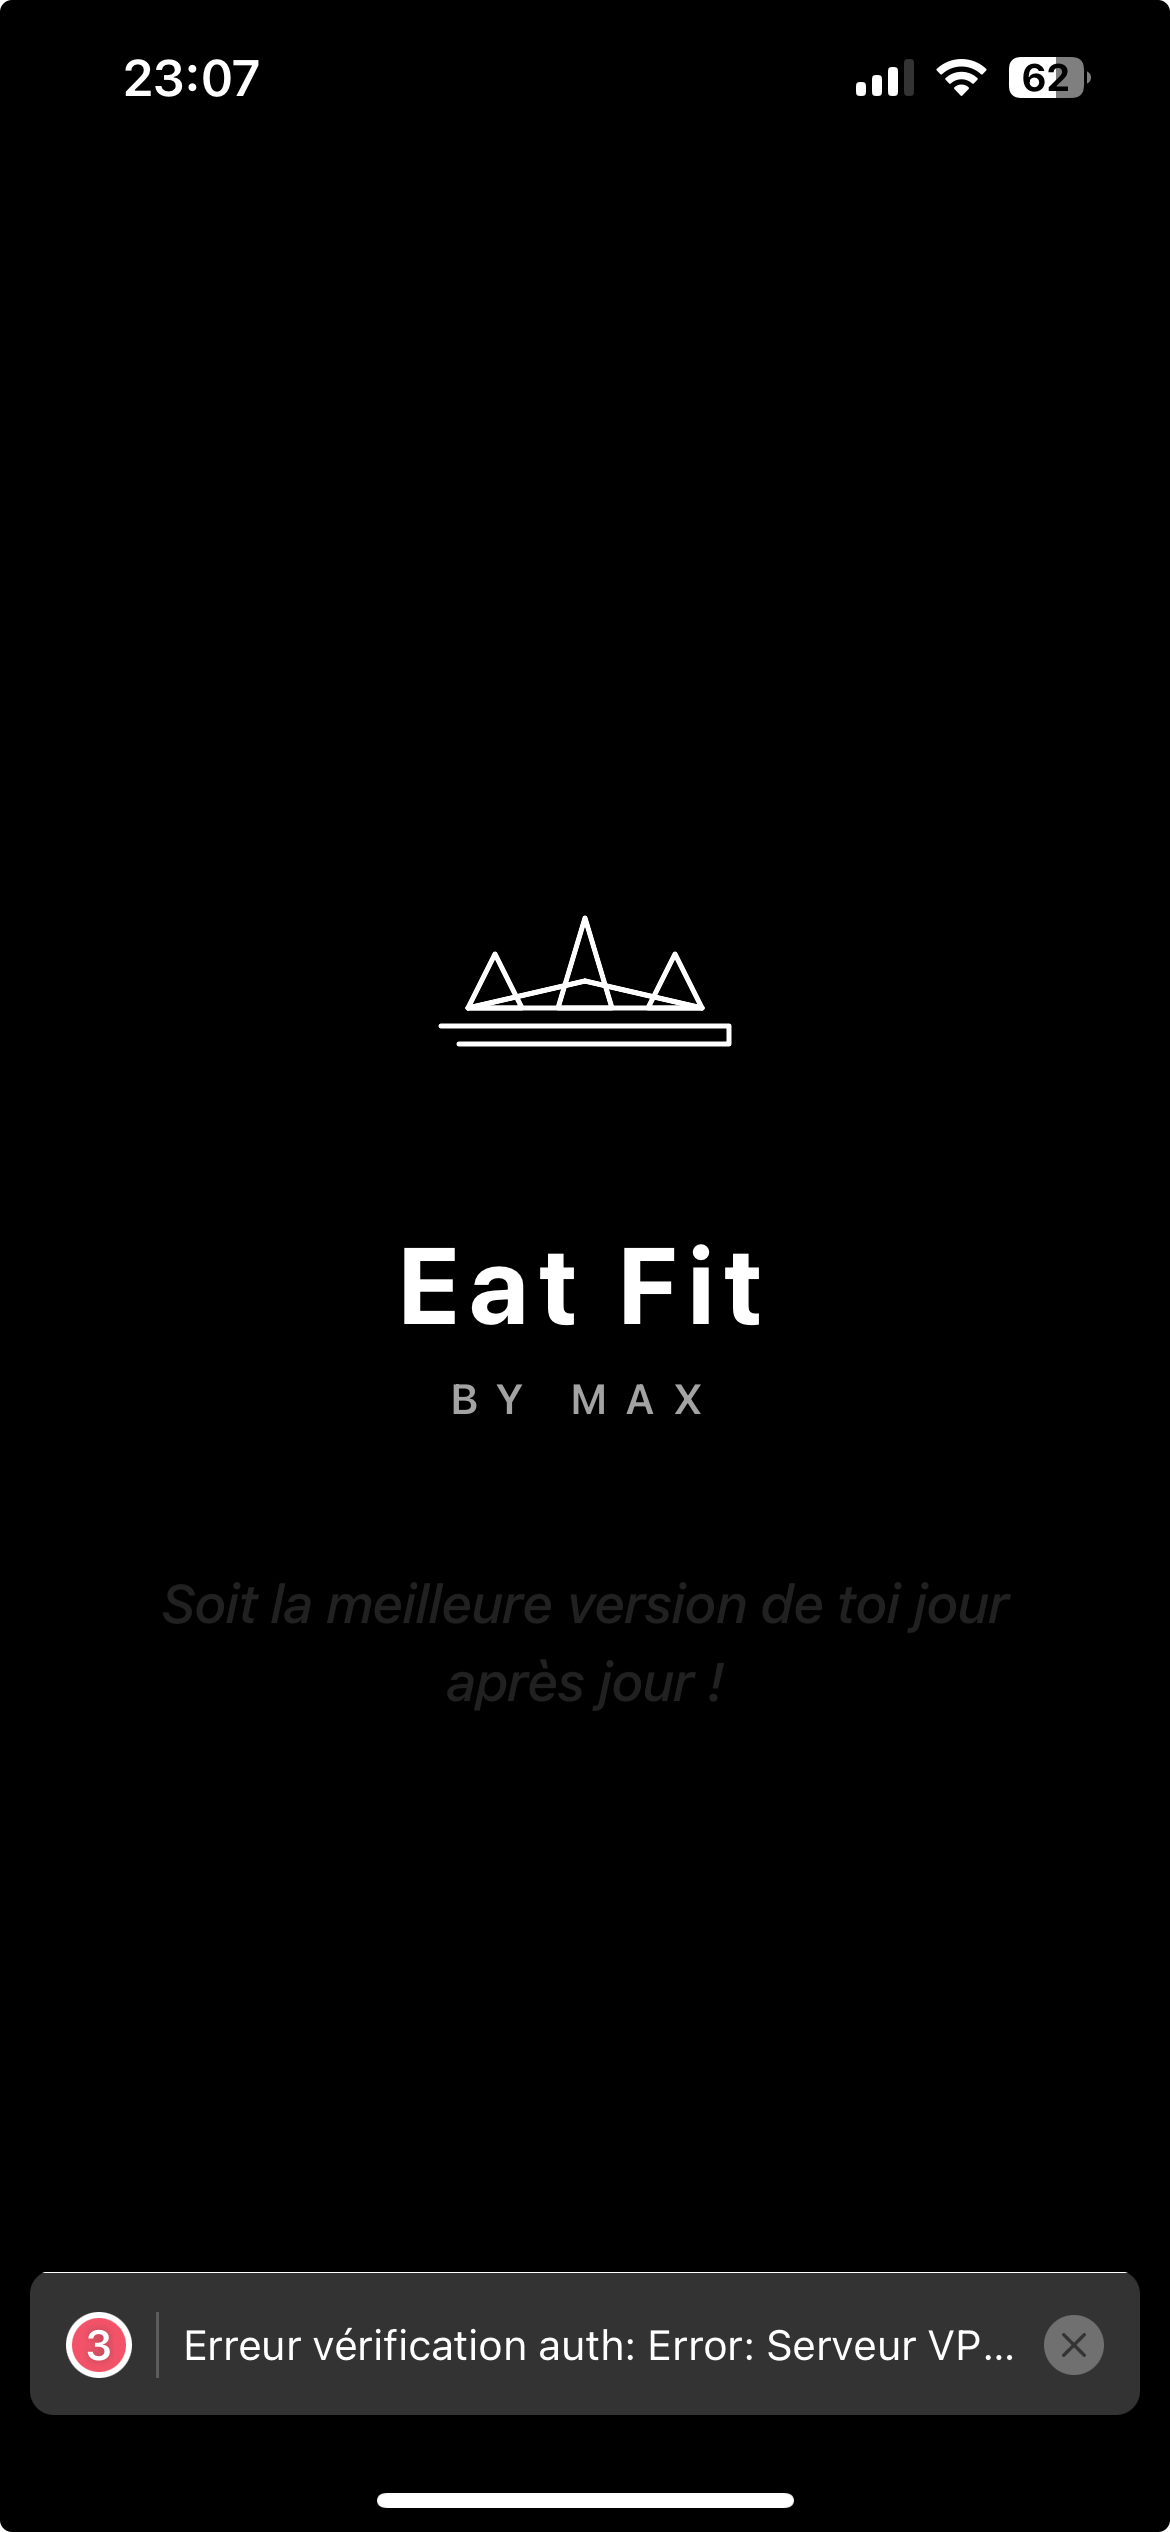 23:07
62
Eat Fit
BY MAX
Soit la meilleure version de toi jour
après jour !
3
Erreur vérification auth: Error: Serveur VP...